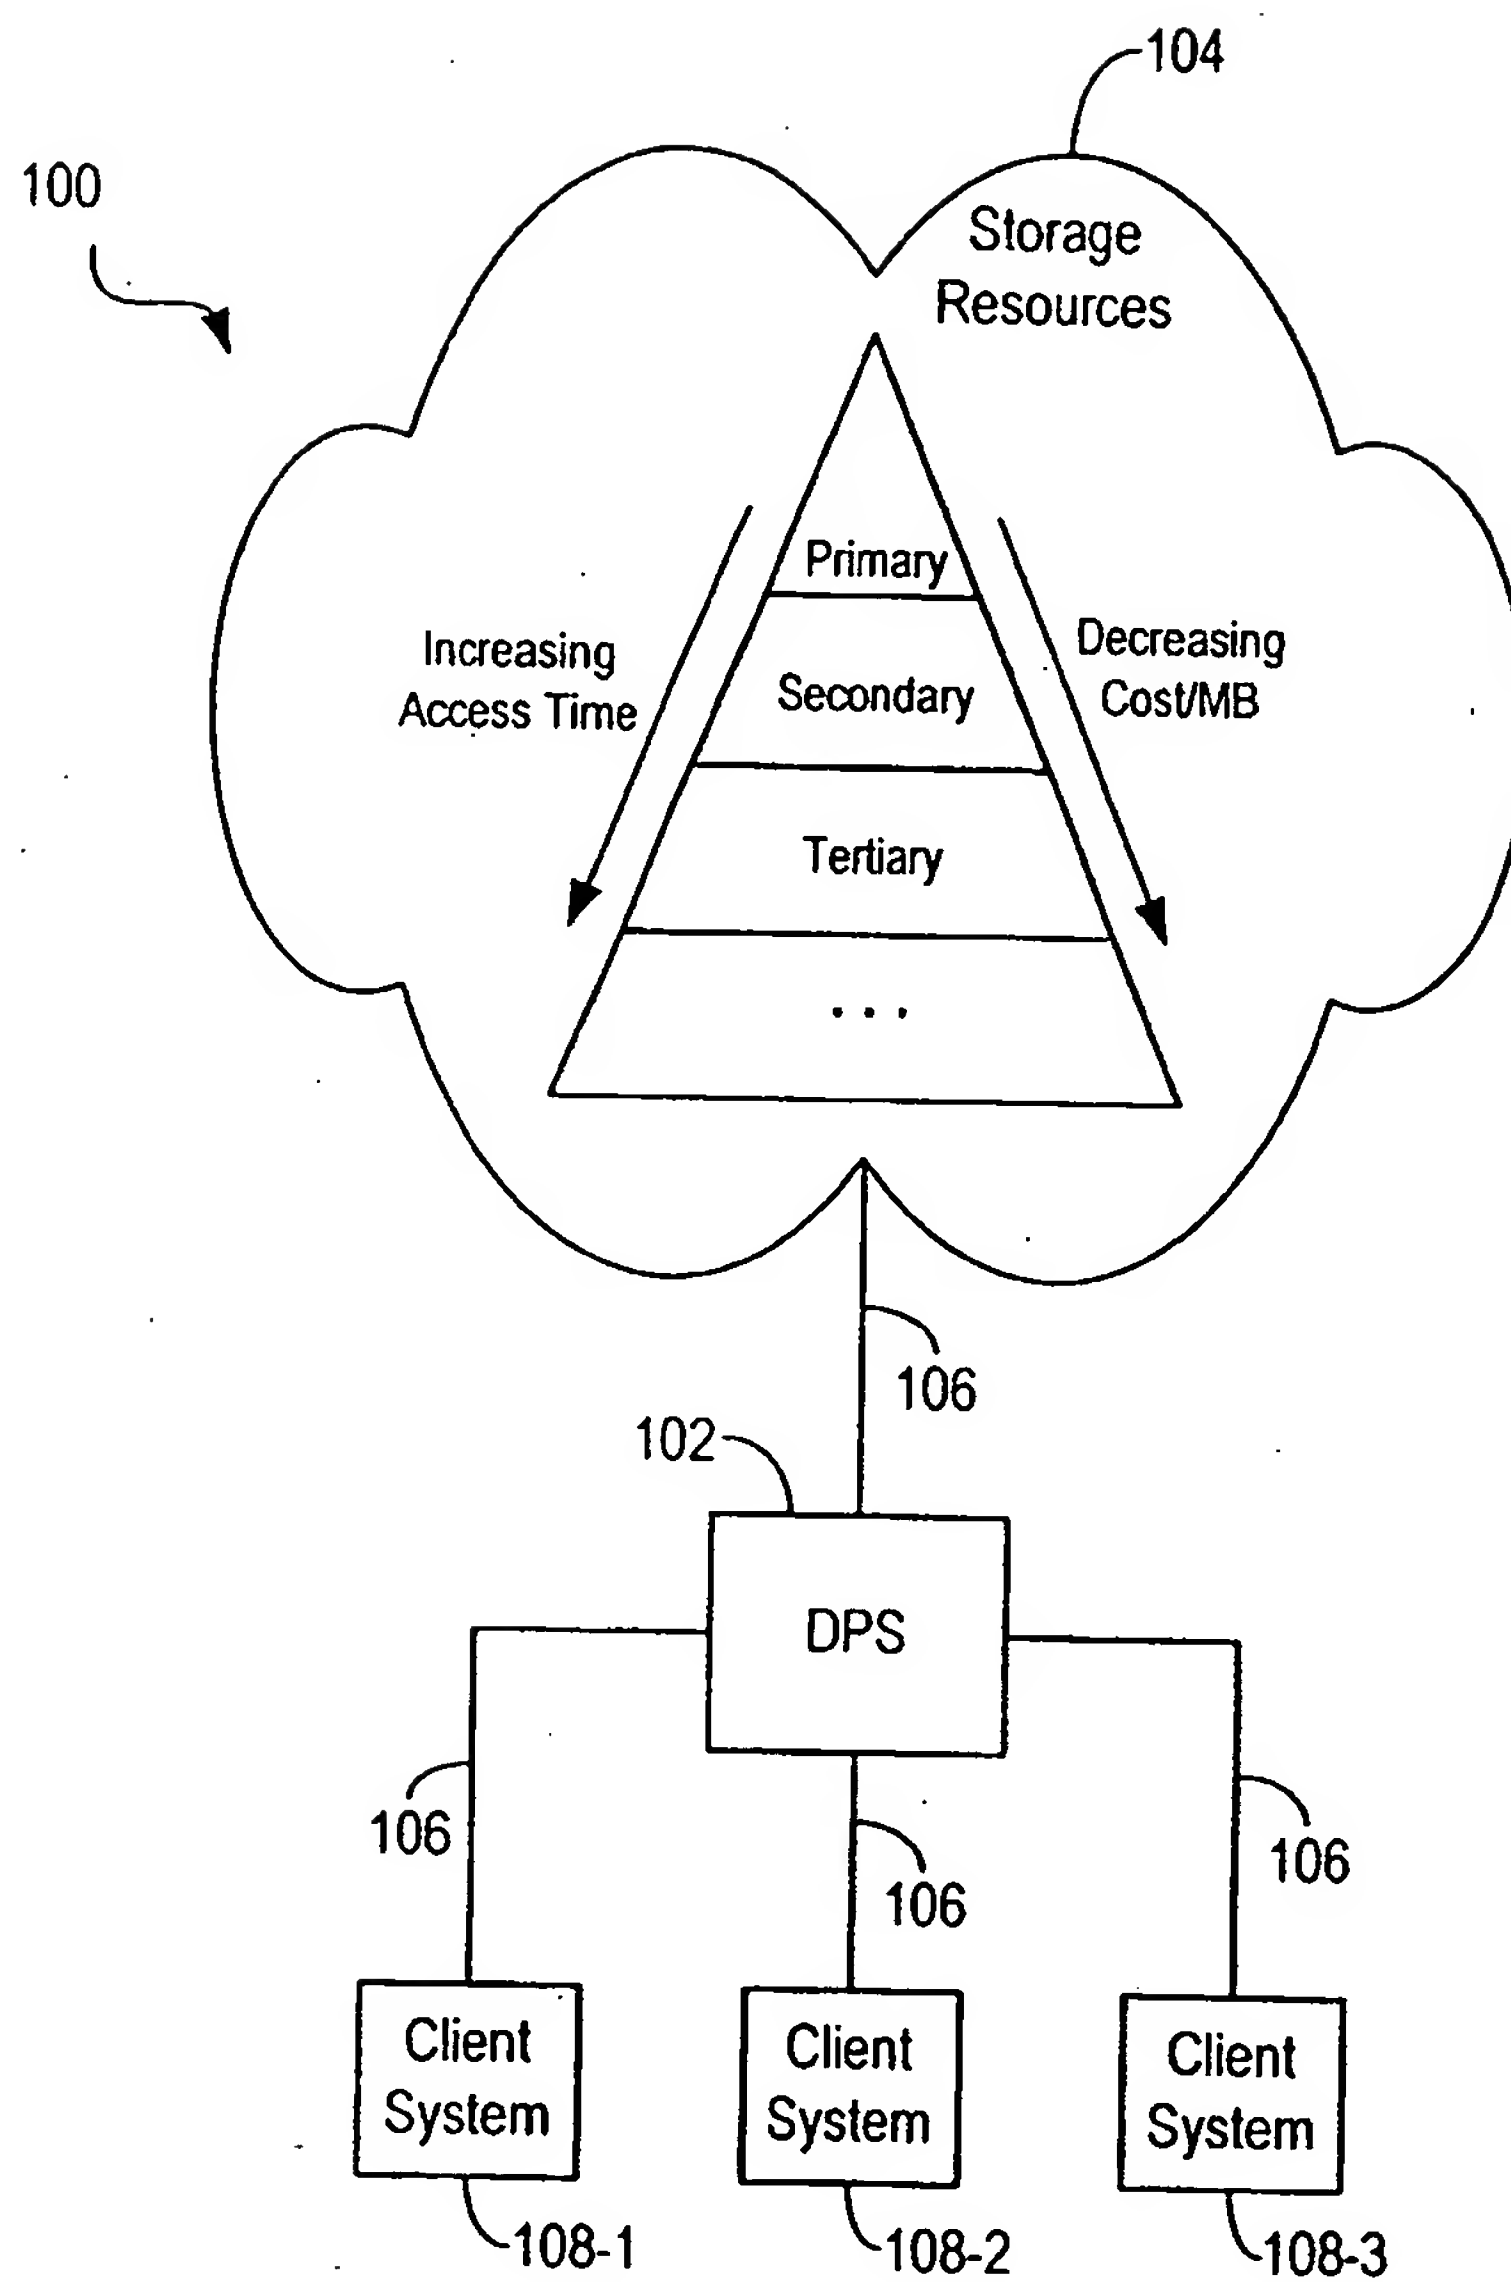 104
100
Storage
Resources
Primary
Increasing
Access Time
Decreasing
Cost/MB
Secondary
Tertiary
. . .
106
102
DPS
106
106
106
Client
System
Client
System
Client
System
108-1
108-2
108-3